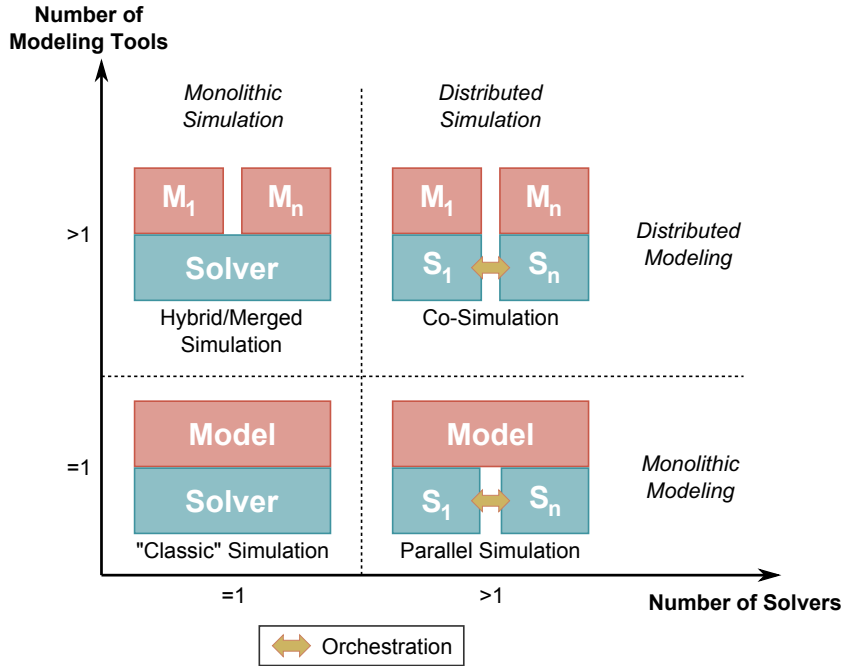 Number of
Modeling Tools
Monolithic
Simulation
Distributed
Simulation
M1
Mn
M1
Mn
>1
Solver
S1
Sn
Distributed
Modeling
Hybrid/Merged
Simulation
Co-Simulation
Model
Model
=1
Solver
S1
Sn
Monolithic
Modeling
"Classic" Simulation
Parallel Simulation
=1
>1
Number of Solvers
Orchestration